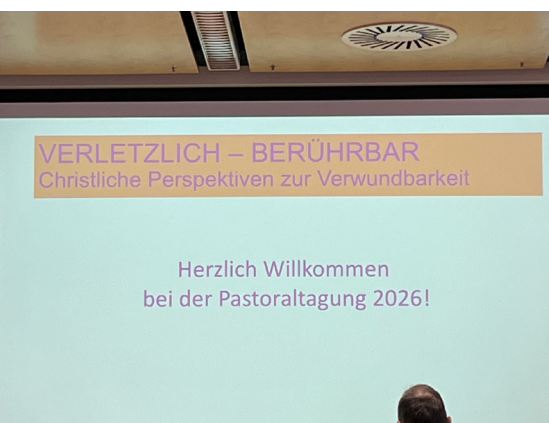 VERLETZLICH – BERÜHRBAR
Christliche Perspektiven zur Verwundbarkeit
Herzlich Willkommen
bei der Pastoraltagung 2026!